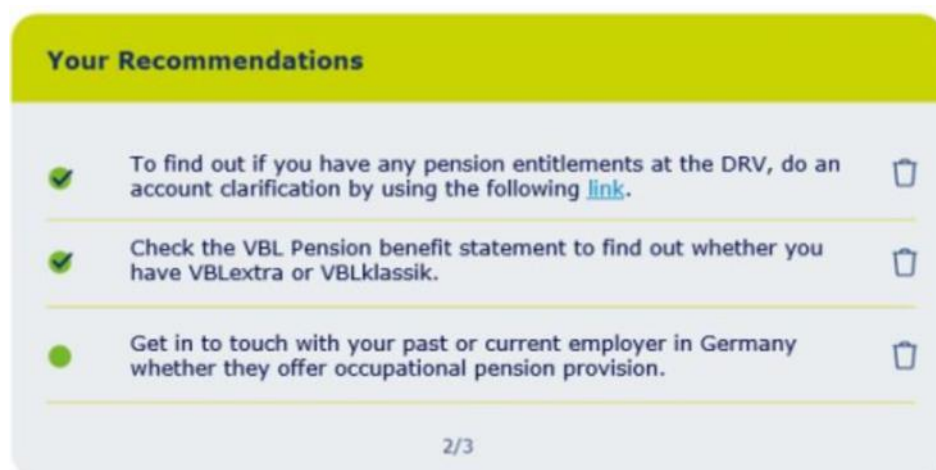 Your Recommendations
To find out if you have any pension entitlements at the DRV, do an
account clarification by using the following link.
Check the VBL Pension benefit statement to find out whether you
have VBLextra or VBLklassik.
Get in to touch with your past or current employer in Germany
whether they offer occupational pension provision.
2/3